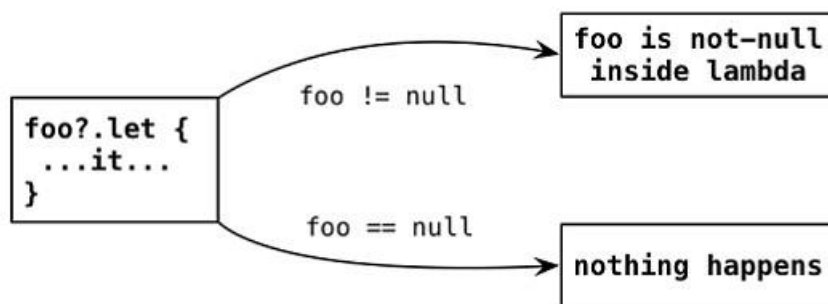 foo?.let {
...it...
}
foo != null
foo is not-null
inside lambda
foo == null
nothing happens